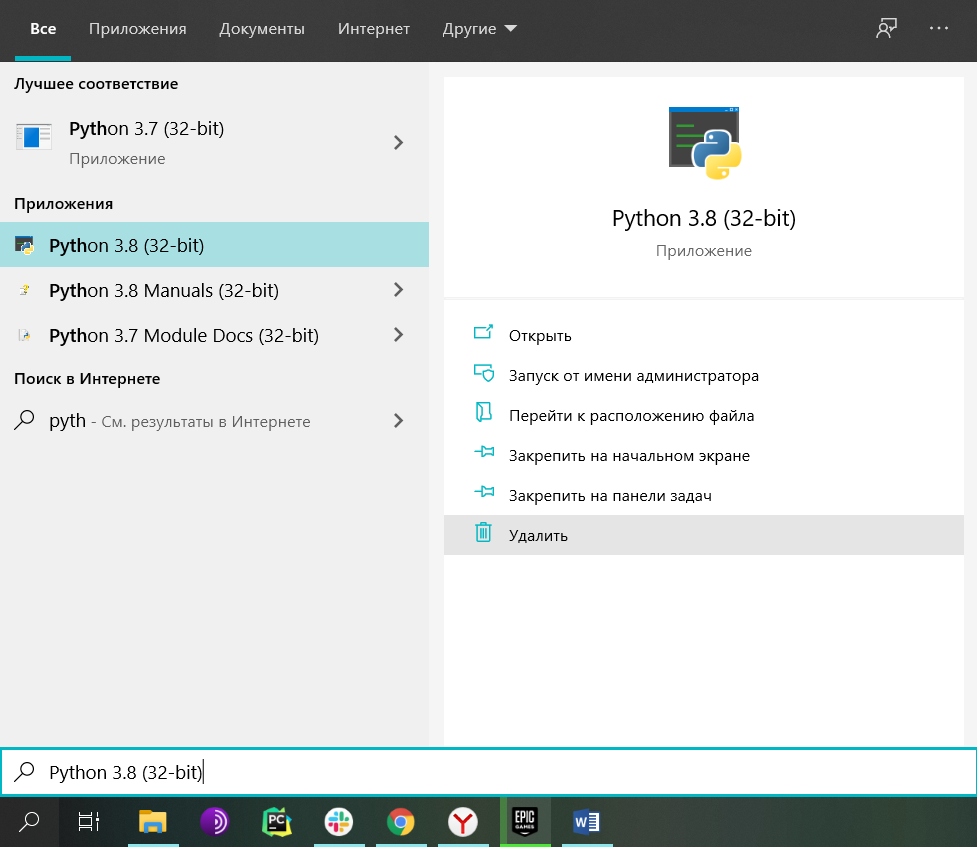 Все Приложения Документы Интернет Другие
Лучшее соответствие
Python 3.7 (32-bit)
Приложение
Приложения
Python 3.8 (32-bit)
Python 3.8 Manuals (32-bit)
Python 3.7 Module Docs (32-bit)
Поиск в Интернете
pyth - См. результаты в Интернете
Python 3.8 (32-bit)
Приложение
Открыть
Запуск от имени администратора
Перейти к расположению файла
Закрепить на начальном экране
Закрепить на панели задач
Удалить
Python 3.8 (32-bit)
PC
EPIC
GAMES
W